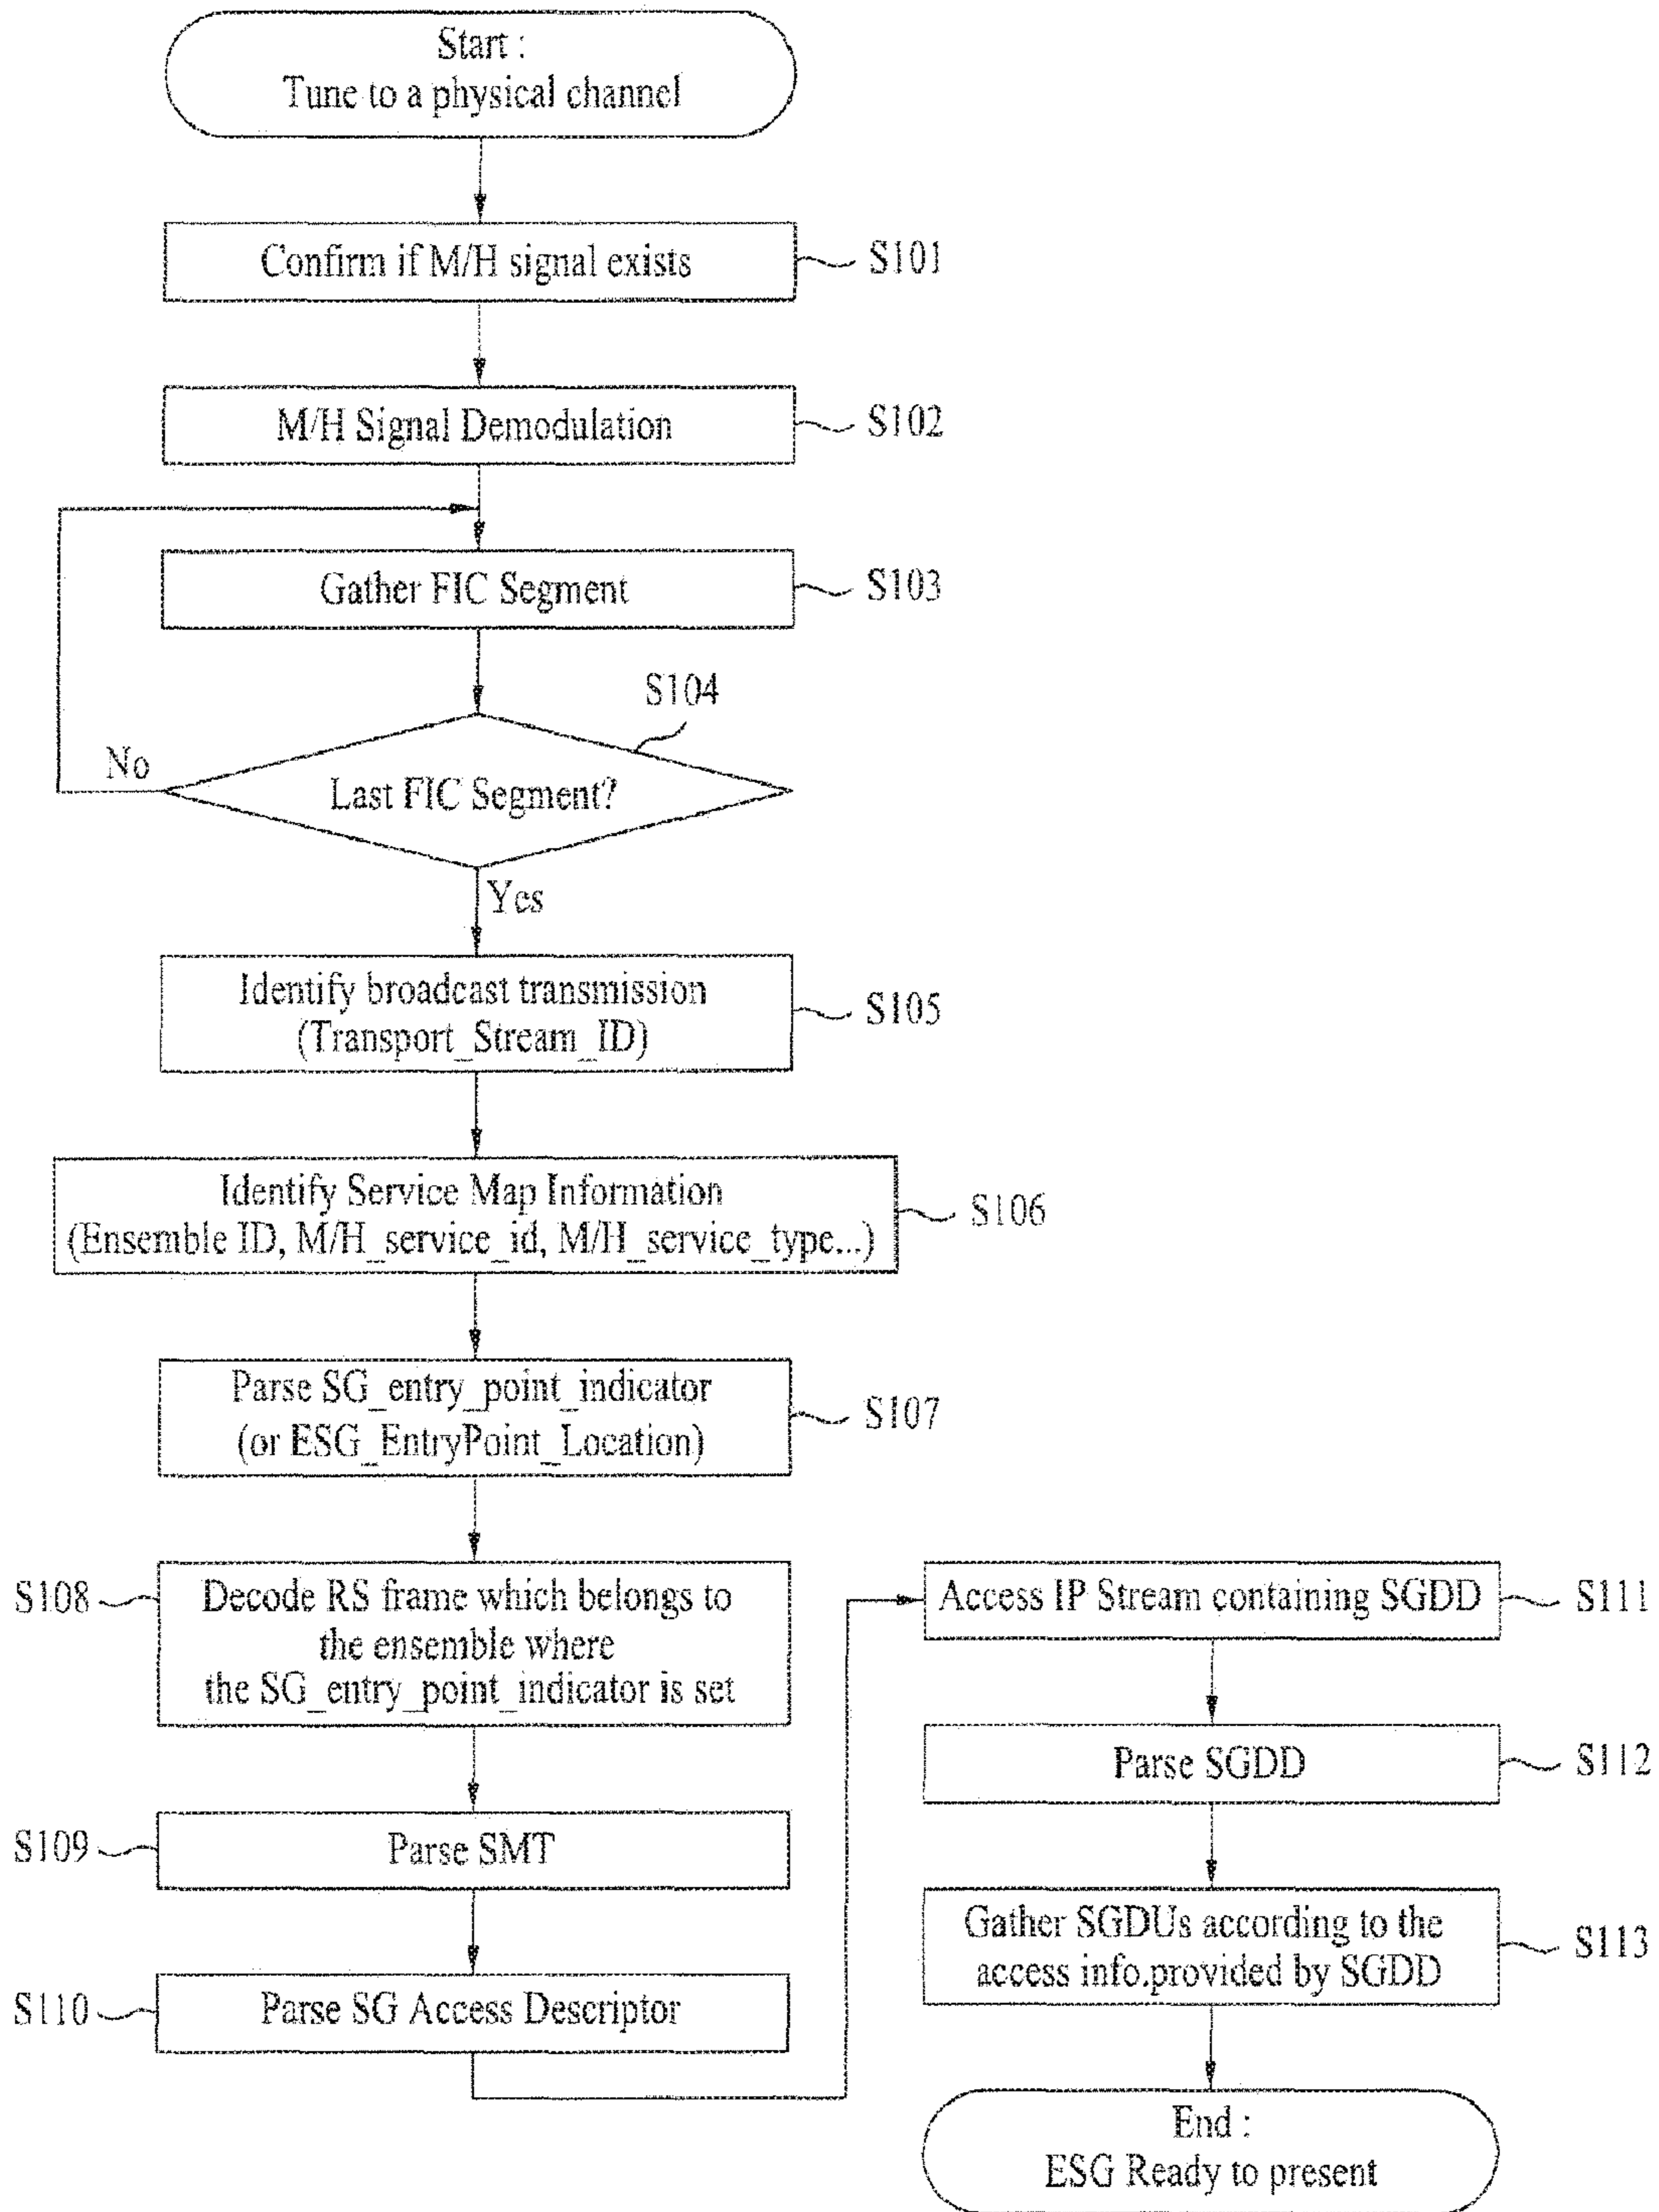 Start :
Tune to a physical channel
Confirm if M/H signal exists
S101
M/H Signal Demodulation
S102
Gather FIC Segment
S103
S104
No
Last FIC Segment?
Yes
Identify broadcast transmission
(Transport_Stream_ID)
S105
Identify Service Map Information
(Ensemble ID, M/H_service_id, M/H_service_type...)
S106
Parse SG_entry_point_indicator
(or ESG_EntryPoint_Location)
S107
S108
Decode RS frame which belongs to
the ensemble where
the SG_entry_point_indicator is set
S109
Parse SMT
S110
Parse SG Access Descriptor
Access IP Stream containing SGDD
S111
Parse SGDD
S112
Gather SGDUs according to the
access info.provided by SGDD
S113
End :
ESG Ready to present